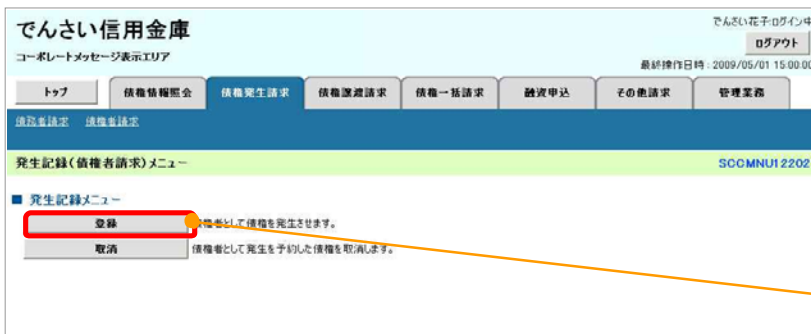 でんさい信用金庫
でんさい花子:ログイン中
ログアウト
コーポレートメッセージ表示エリア
最終操作日時:2009/05/01 15:00:00
トップ 債権情報照会 債権発生請求 債権譲渡請求 債権一括請求 融資申込 その他請求 管理業務
債務者請求 債権者請求
発生記録(債権者請求)メニュー SCCMNU12202
■ 発生記録メニュー
登録 債権者として債権を発生させます。
取消 債権者として発生を予約した債権を取消します。